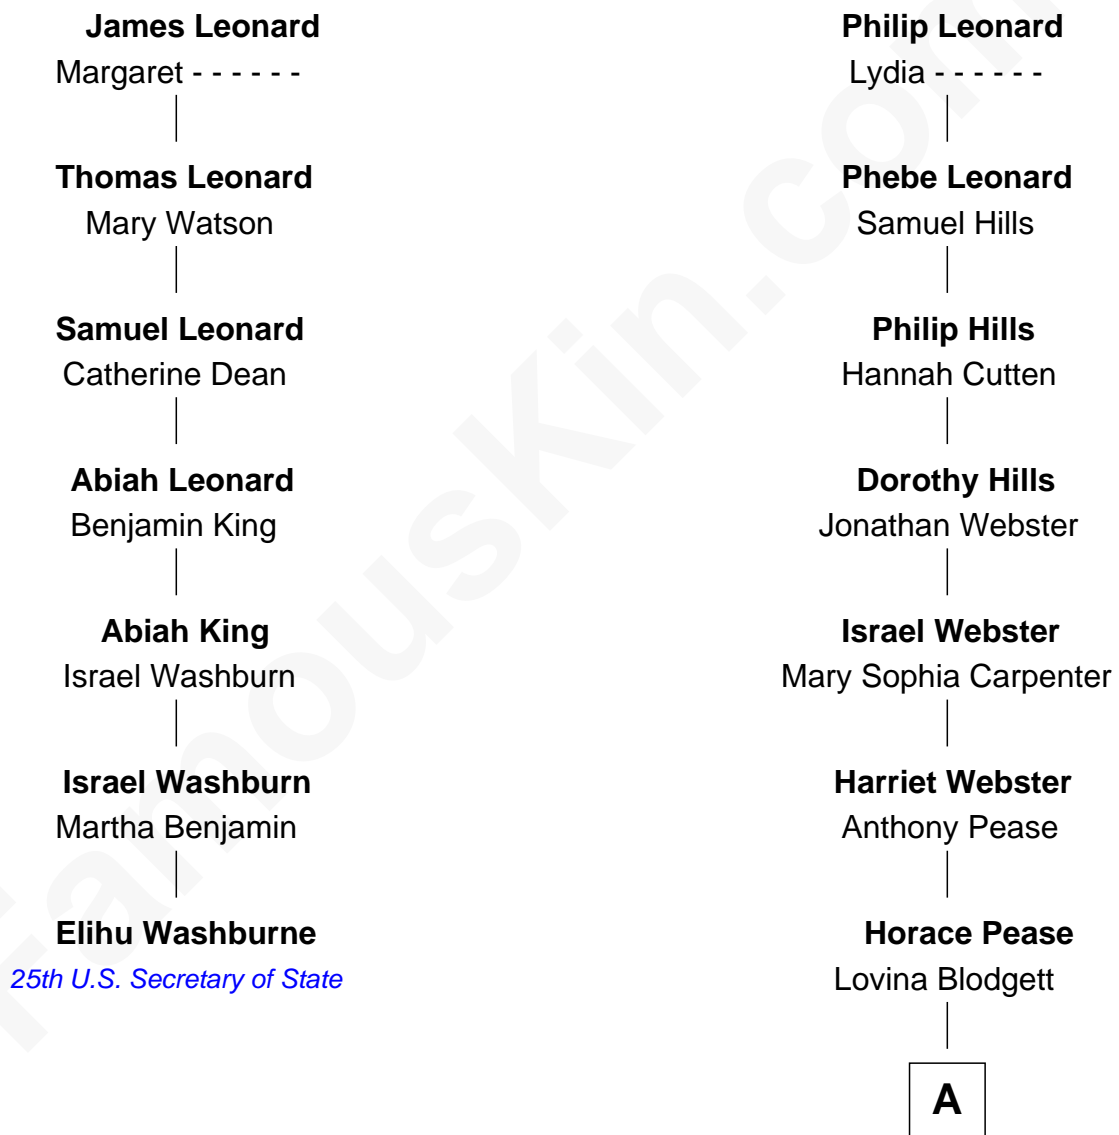 James Leonard
Margaret - - - - - -
Thomas Leonard
Mary Watson
Samuel Leonard
Catherine Dean
Abiah Leonard
Benjamin King
Abiah King
Israel Washburn
Israel Washburn
Martha Benjamin
Elihu Washburne
25th U.S. Secretary of State
Philip Leonard
Lydia - - - - - -
Phebe Leonard
Samuel Hills
Philip Hills
Hannah Cutten
Dorothy Hills
Jonathan Webster
Israel Webster
Mary Sophia Carpenter
Harriet Webster
Anthony Pease
Horace Pease
Lovina Blodgett
A
FamousKin.com